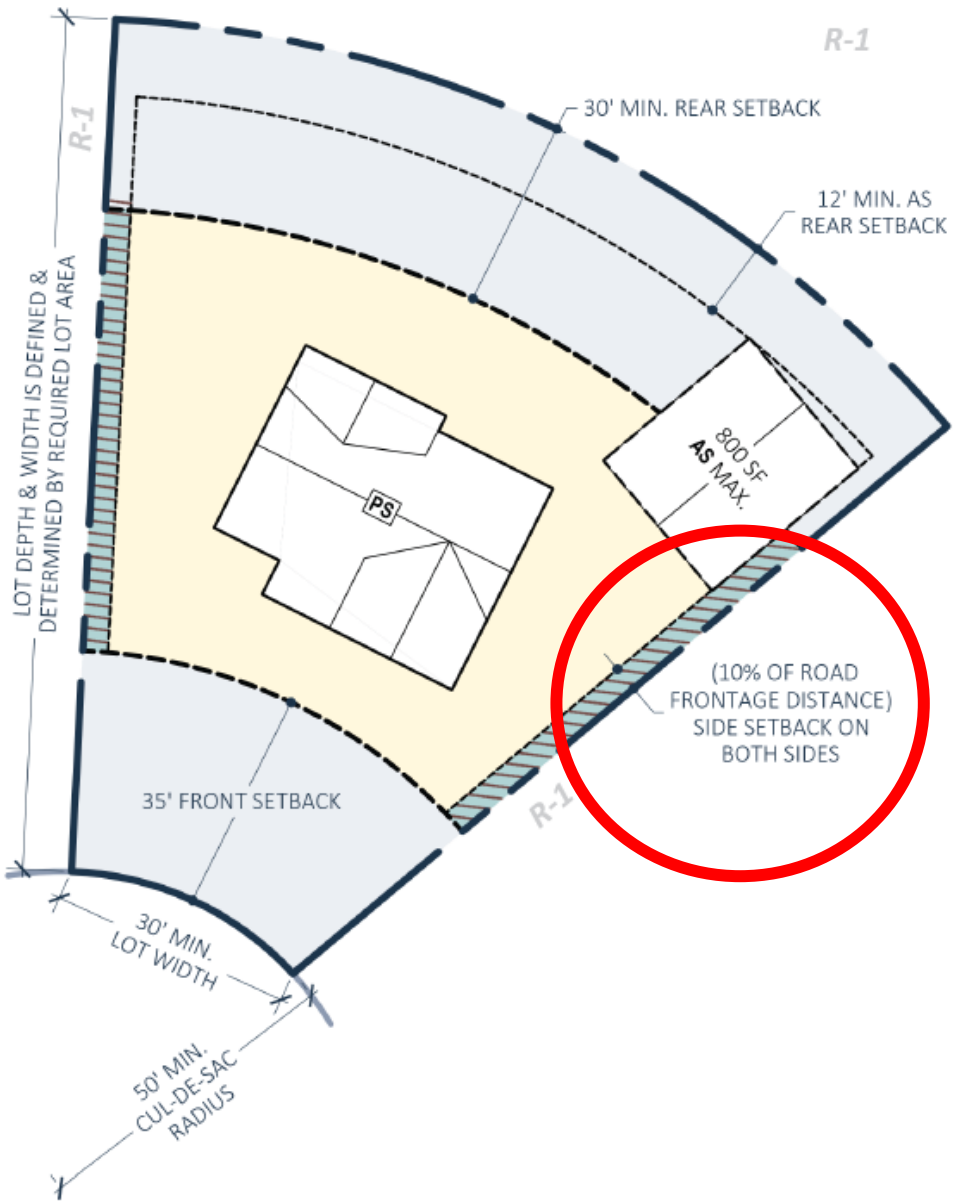 R-1
R-1
30' MIN. REAR SETBACK
12' MIN. AS
REAR SETBACK
LOT DEPTH & WIDTH IS DEFINED &
DETERMINED BY REQUIRED LOT AREA
800 SF
AS MAX.
PS
(10% OF ROAD
FRONTAGE DISTANCE)
SIDE SETBACK ON
BOTH SIDES
R-1
35' FRONT SETBACK
30' MIN.
LOT WIDTH
50' MIN.
CUL-DE-SAC
RADIUS